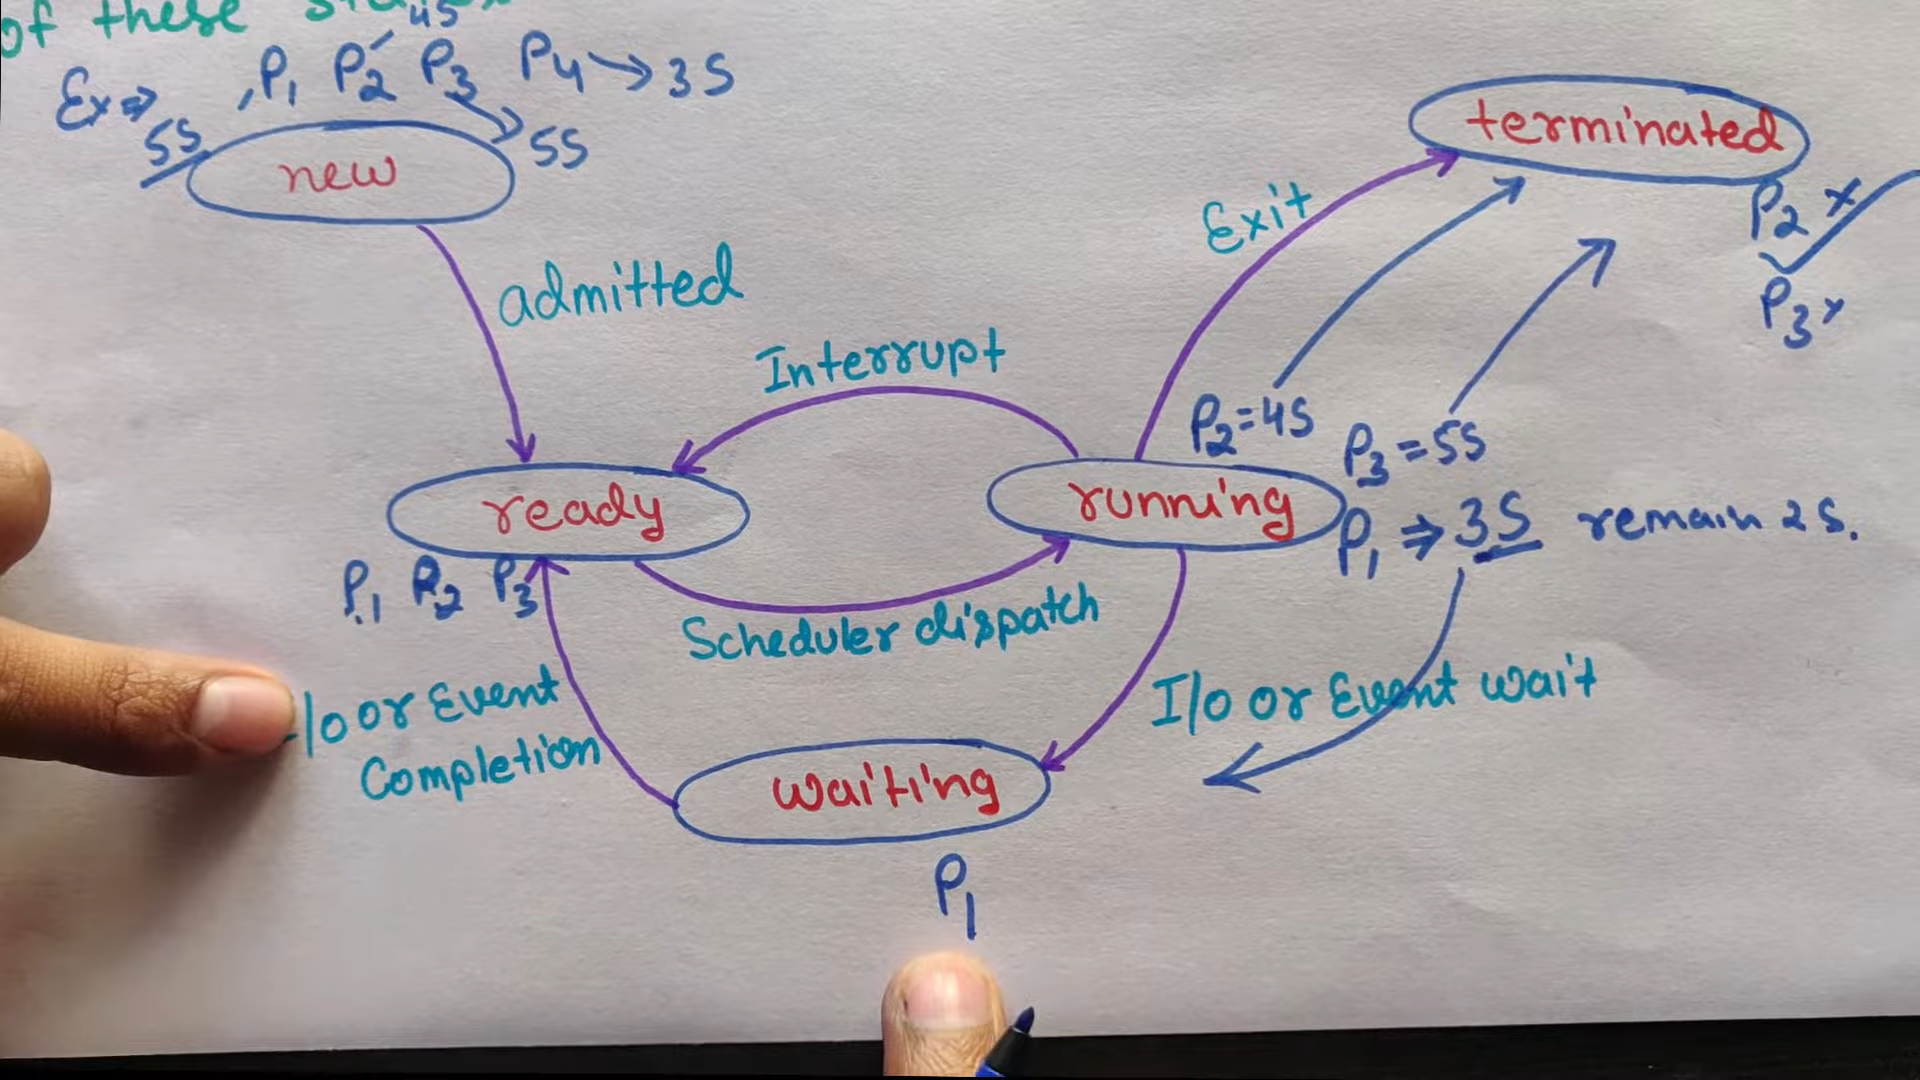 of these
4S
Ex⇒ P1 P2 P3 P4 → 3S
5S
5S
new
terminated
P2 x
P3 x
Exit
admitted
Interrupt
P2=4S
P3=5S
ready
running
P1 ⇒ 3S remain 2S.
P1 P2 P3
Scheduler dispatch
I/o or Event wait
/o or Event
Completion
waiting
P1